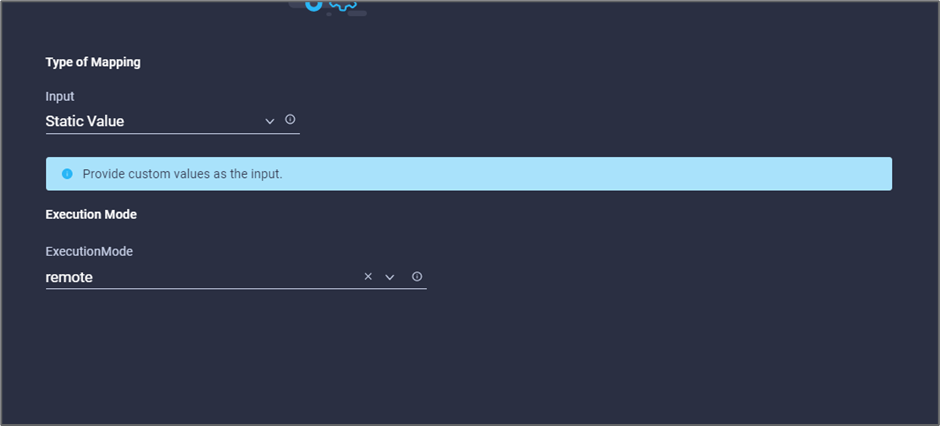 Type of Mapping
Input
Static Value
Provide custom values as the input.
Execution Mode
ExecutionMode
remote